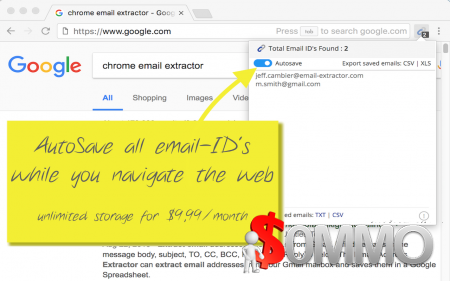 chrome email extractor - Goo
https://www.google.com
Press
to search google.com
2
Google
chrome email extractor
All
Shopping
Images
Total Email ID's Found : 2
Autosave
Export saved emails: CSV | XLS
jeff.cambier@email-extractor.com
m.smith@gmail.com
AutoSave all email-ID's
while you navigate the web
unlimited storage for $9,99/month
ed emails: TXT | CSV
$OMMO
message body, subject, TO, CC, BCC,
Extractor can extract email addresses
your Gmail mailbox and saves them in a Google
Spreadsheet.